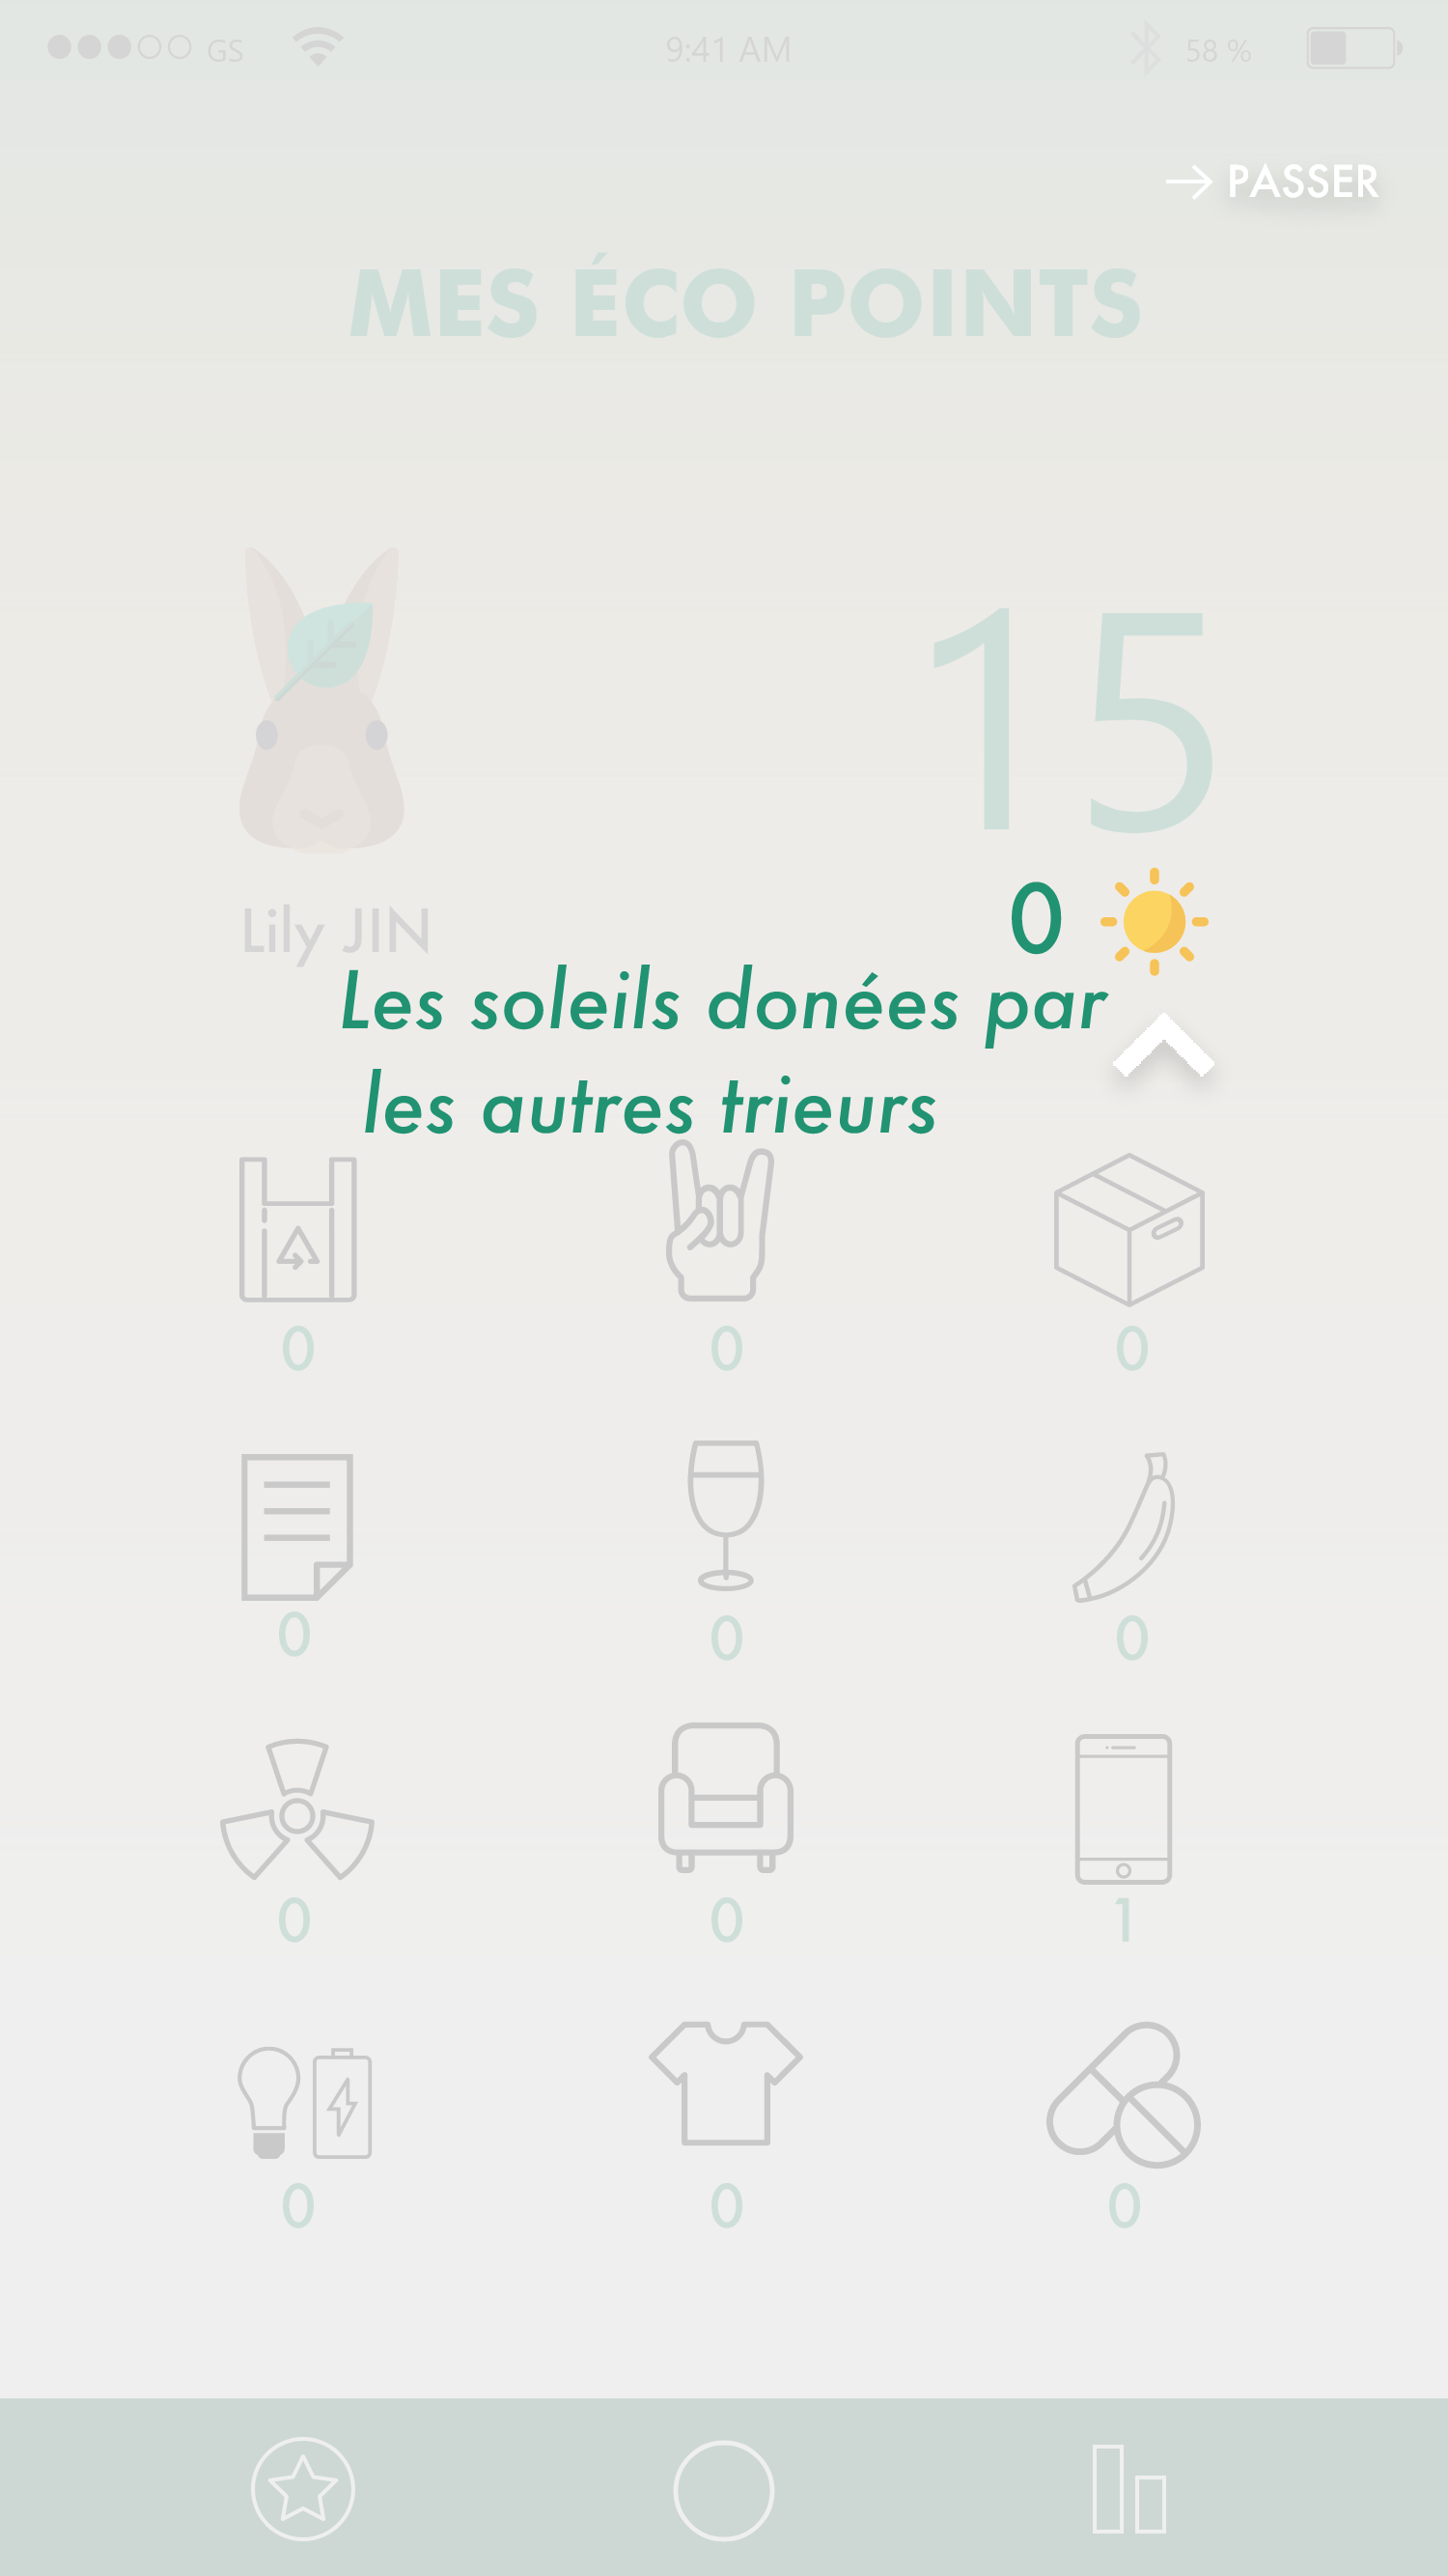 GS 9:41 AM 58 %
→ PASSER
MES ÉCO POINTS
15
Lily JIN
0
Les soleils donées par
les autres trieurs
0 0 0
0 0 0
0 0 1
0 0 0